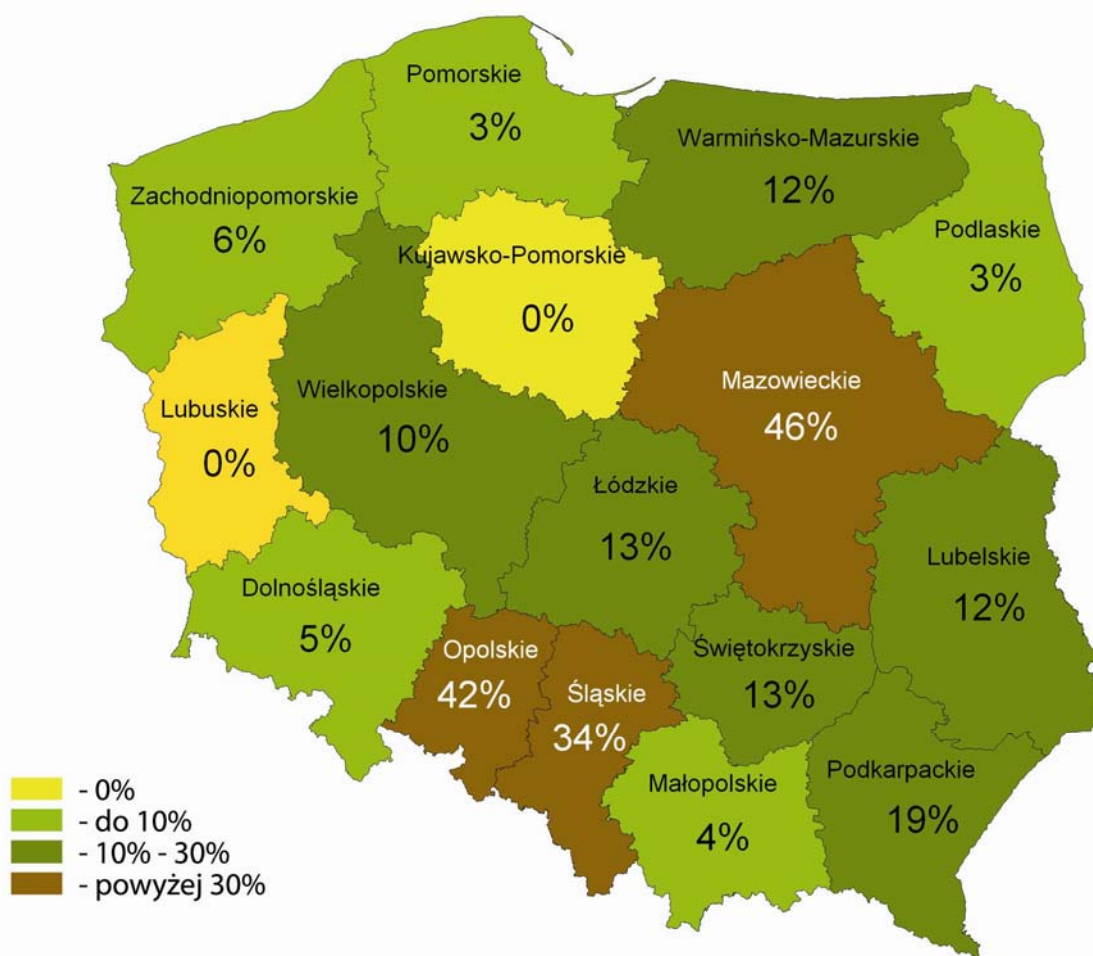 Pomorskie
3%
Warmińsko-Mazurskie
12%
Zachodniopomorskie
6%
Podlaskie
3%
Kujawsko-Pomorskie
0%
Mazowieckie
46%
Wielkopolskie
10%
Lubuskie
0%
Łódzkie
13%
Lubelskie
12%
Dolnośląskie
5%
Opolskie
42%
Śląskie
34%
Świętokrzyskie
13%
Małopolskie
4%
Podkarpackie
19%
- 0%
- do 10%
- 10% - 30%
- powyżej 30%